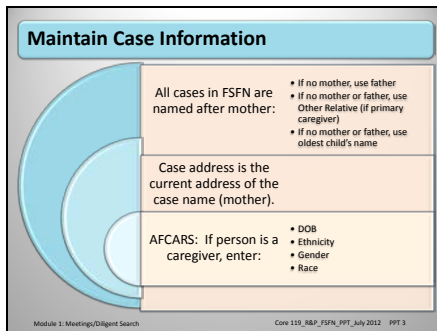 Maintain Case Information
All cases in FSFN are
named after mother:
• If no mother, use father
• If no mother or father, use
Other Relative (if primary
caregiver)
• If no mother or father, use
oldest child's name
Case address is the
current address of the
case name (mother).
AFCARS: If person is a
caregiver, enter:
• DOB
• Ethnicity
• Gender
• Race
Module 1: Meetings/Diligent Search
Core 119_R&P_FSFN_PPT_July 2012 PPT 3